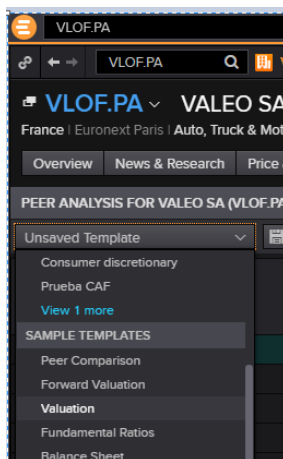 VLOF.PA
VLOF.PA
VLOF.PA VALEO SA
France | Euronext Paris | Auto, Truck & Mot
Overview News & Research Price
PEER ANALYSIS FOR VALEO SA (VLOF.PA
Unsaved Template
Consumer discretionary
Prueba CAF
View 1 more
SAMPLE TEMPLATES
Peer Comparison
Forward Valuation
Valuation
Fundamental Ratios
Balance Sheet